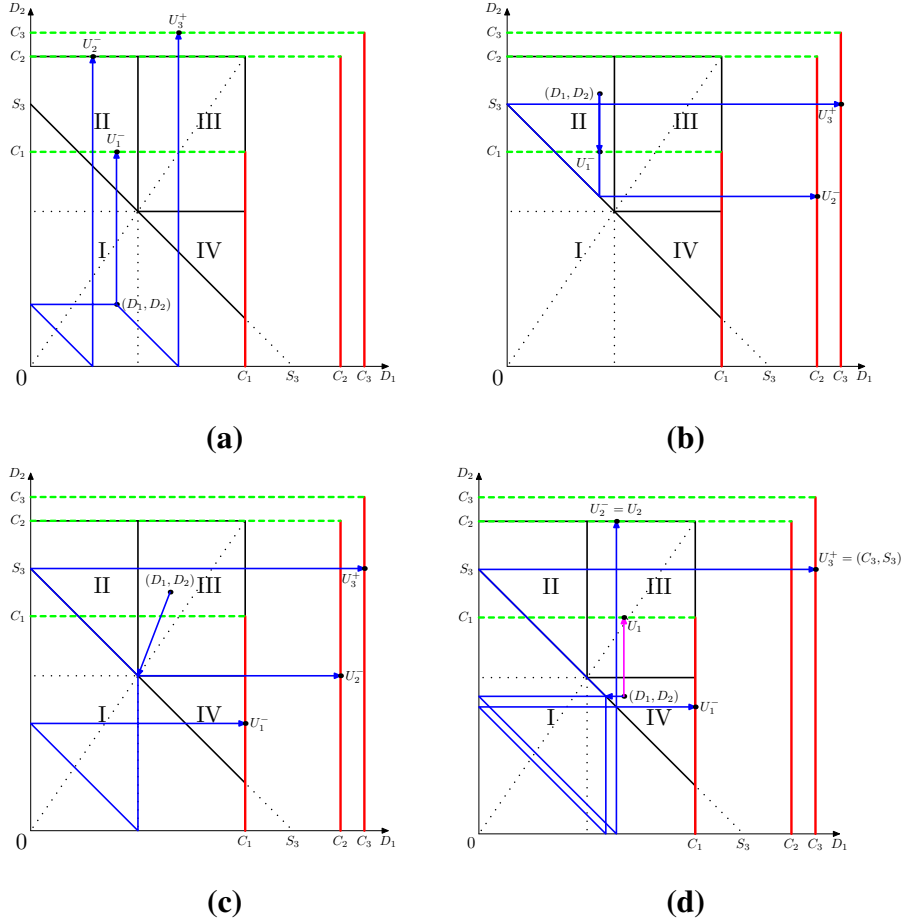 D₂
C₃
C₂
S₃
C₁
U₂⁻
U₃⁺
II
III
U₁⁻
I
IV
(D₁, D₂)
0
C₁
S₃
C₂
C₃
D₁
(a)
D₂
C₃
C₂
S₃
C₁
(D₁, D₂)
II
III
U₃⁺
U₁⁻
U₂⁻
I
IV
0
C₁
S₃
C₂
C₃
D₁
(b)
D₂
C₃
C₂
S₃
C₁
II
(D₁, D₂)
III
U₃⁺
U₂⁻
I
IV
U₁⁻
0
C₁
S₃
C₂
C₃
D₁
(c)
D₂
C₃
C₂
S₃
C₁
U₂⁻ = U₂
U₃⁺ = (C₃, S₃)
II
III
U₁
(D₁, D₂)
I
IV
U₁⁻
0
C₁
S₃
C₂
C₃
D₁
(d)